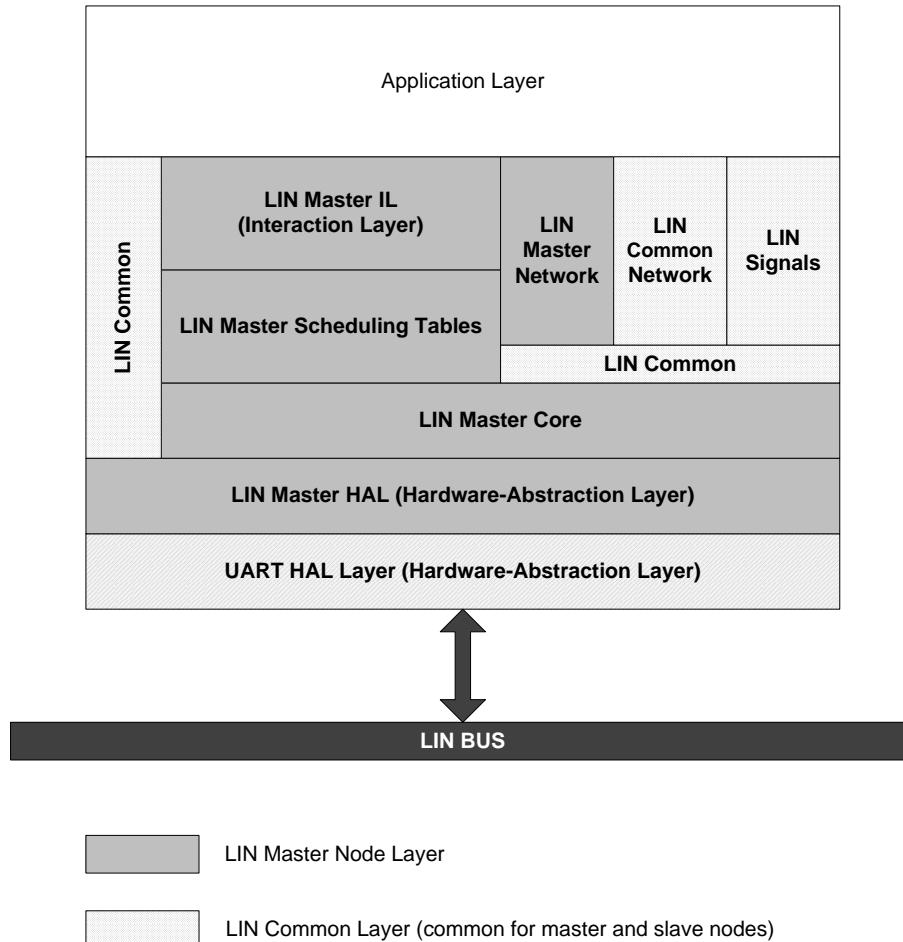 Application Layer
LIN Common
LIN Master IL
(Interaction Layer)
LIN
Master
Network
LIN
Common
Network
LIN
Signals
LIN Master Scheduling Tables
LIN Common
LIN Master Core
LIN Master HAL (Hardware-Abstraction Layer)
UART HAL Layer (Hardware-Abstraction Layer)
LIN BUS
LIN Master Node Layer
LIN Common Layer (common for master and slave nodes)